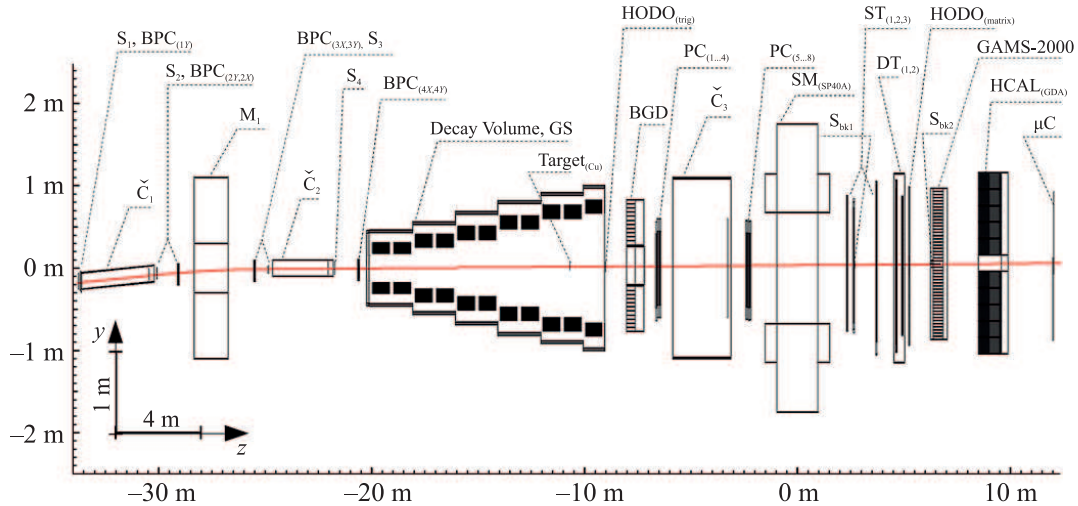 HODO(trig)
ST(1,2,3)
HODO(matrix)
S1, BPC(1Y)
BPC(3X,3Y), S3
PC(1...4)
PC(5...8)
GAMS-2000
S2, BPC(2Y,2X)
S4
BPC(4X,4Y)
SM(SP40A)
DT(1,2)
HCAL(GDA)
2 m
M1
Decay Volume, GS
BGD
Č3
Sbk1
Sbk2
μC
Target(Cu)
1 m
Č1
Č2
0 m
y
–1 m
1 m
4 m
z
–2 m
–30 m
–20 m
–10 m
0 m
10 m